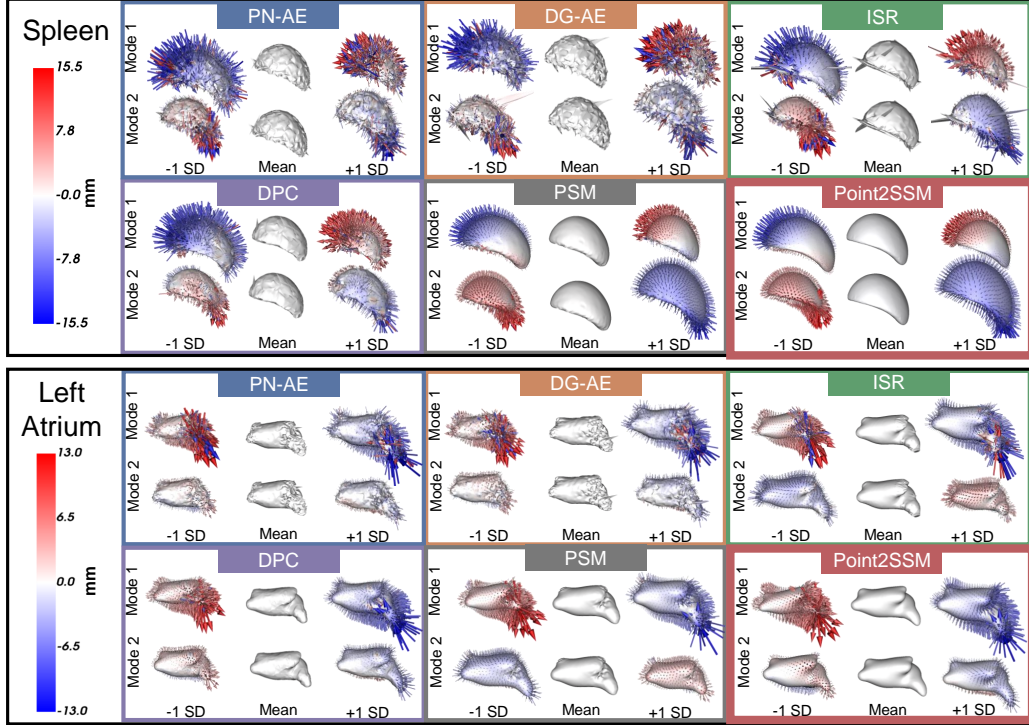 Spleen
15.5
7.8
-0.0
-7.8
-15.5
mm
PN-AE
Mode 1
Mode 2
-1 SD Mean +1 SD
DG-AE
Mode 1
Mode 2
-1 SD Mean +1 SD
ISR
Mode 1
Mode 2
-1 SD Mean +1 SD
DPC
Mode 1
Mode 2
-1 SD Mean +1 SD
PSM
Mode 1
Mode 2
-1 SD Mean +1 SD
Point2SSM
Mode 1
Mode 2
-1 SD Mean +1 SD
Left
Atrium
13.0
6.5
0.0
-6.5
-13.0
mm
PN-AE
Mode 1
Mode 2
-1 SD Mean +1 SD
DG-AE
Mode 1
Mode 2
-1 SD Mean +1 SD
ISR
Mode 1
Mode 2
-1 SD Mean +1 SD
DPC
Mode 1
Mode 2
-1 SD Mean +1 SD
PSM
Mode 1
Mode 2
-1 SD Mean +1 SD
Point2SSM
Mode 1
Mode 2
-1 SD Mean +1 SD